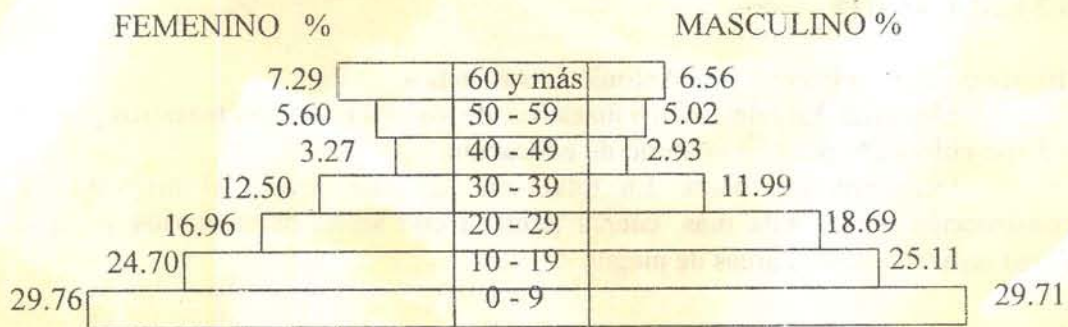 FEMENINO % MASCULINO %
7.29 60 y más 6.56
5.60 50 - 59 5.02
3.27 40 - 49 2.93
12.50 30 - 39 11.99
16.96 20 - 29 18.69
24.70 10 - 19 25.11
29.76 0 - 9 29.71